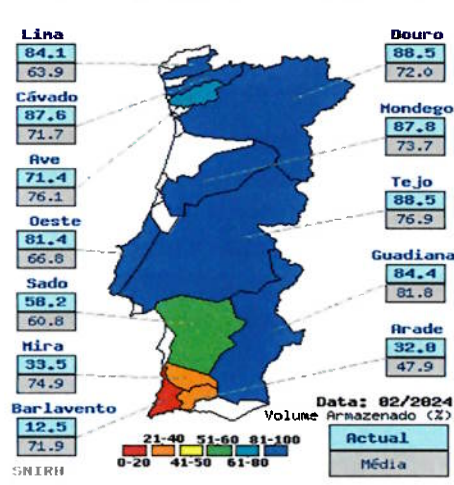 Lima
84.1
63.9
Cávado
87.6
71.7
Ave
71.4
76.1
Oeste
81.4
66.8
Sado
58.2
60.8
Mira
33.5
74.9
Barlavento
12.5
71.9
Douro
88.5
72.0
Mondego
87.8
73.7
Tejo
88.5
76.9
Guadiana
84.4
81.8
Arade
32.8
47.9
Data: 02/2024
Volume Armazenado (%)
Actual
Média
21-40 51-60 81-100
0-20 41-50 61-80
SNIRH